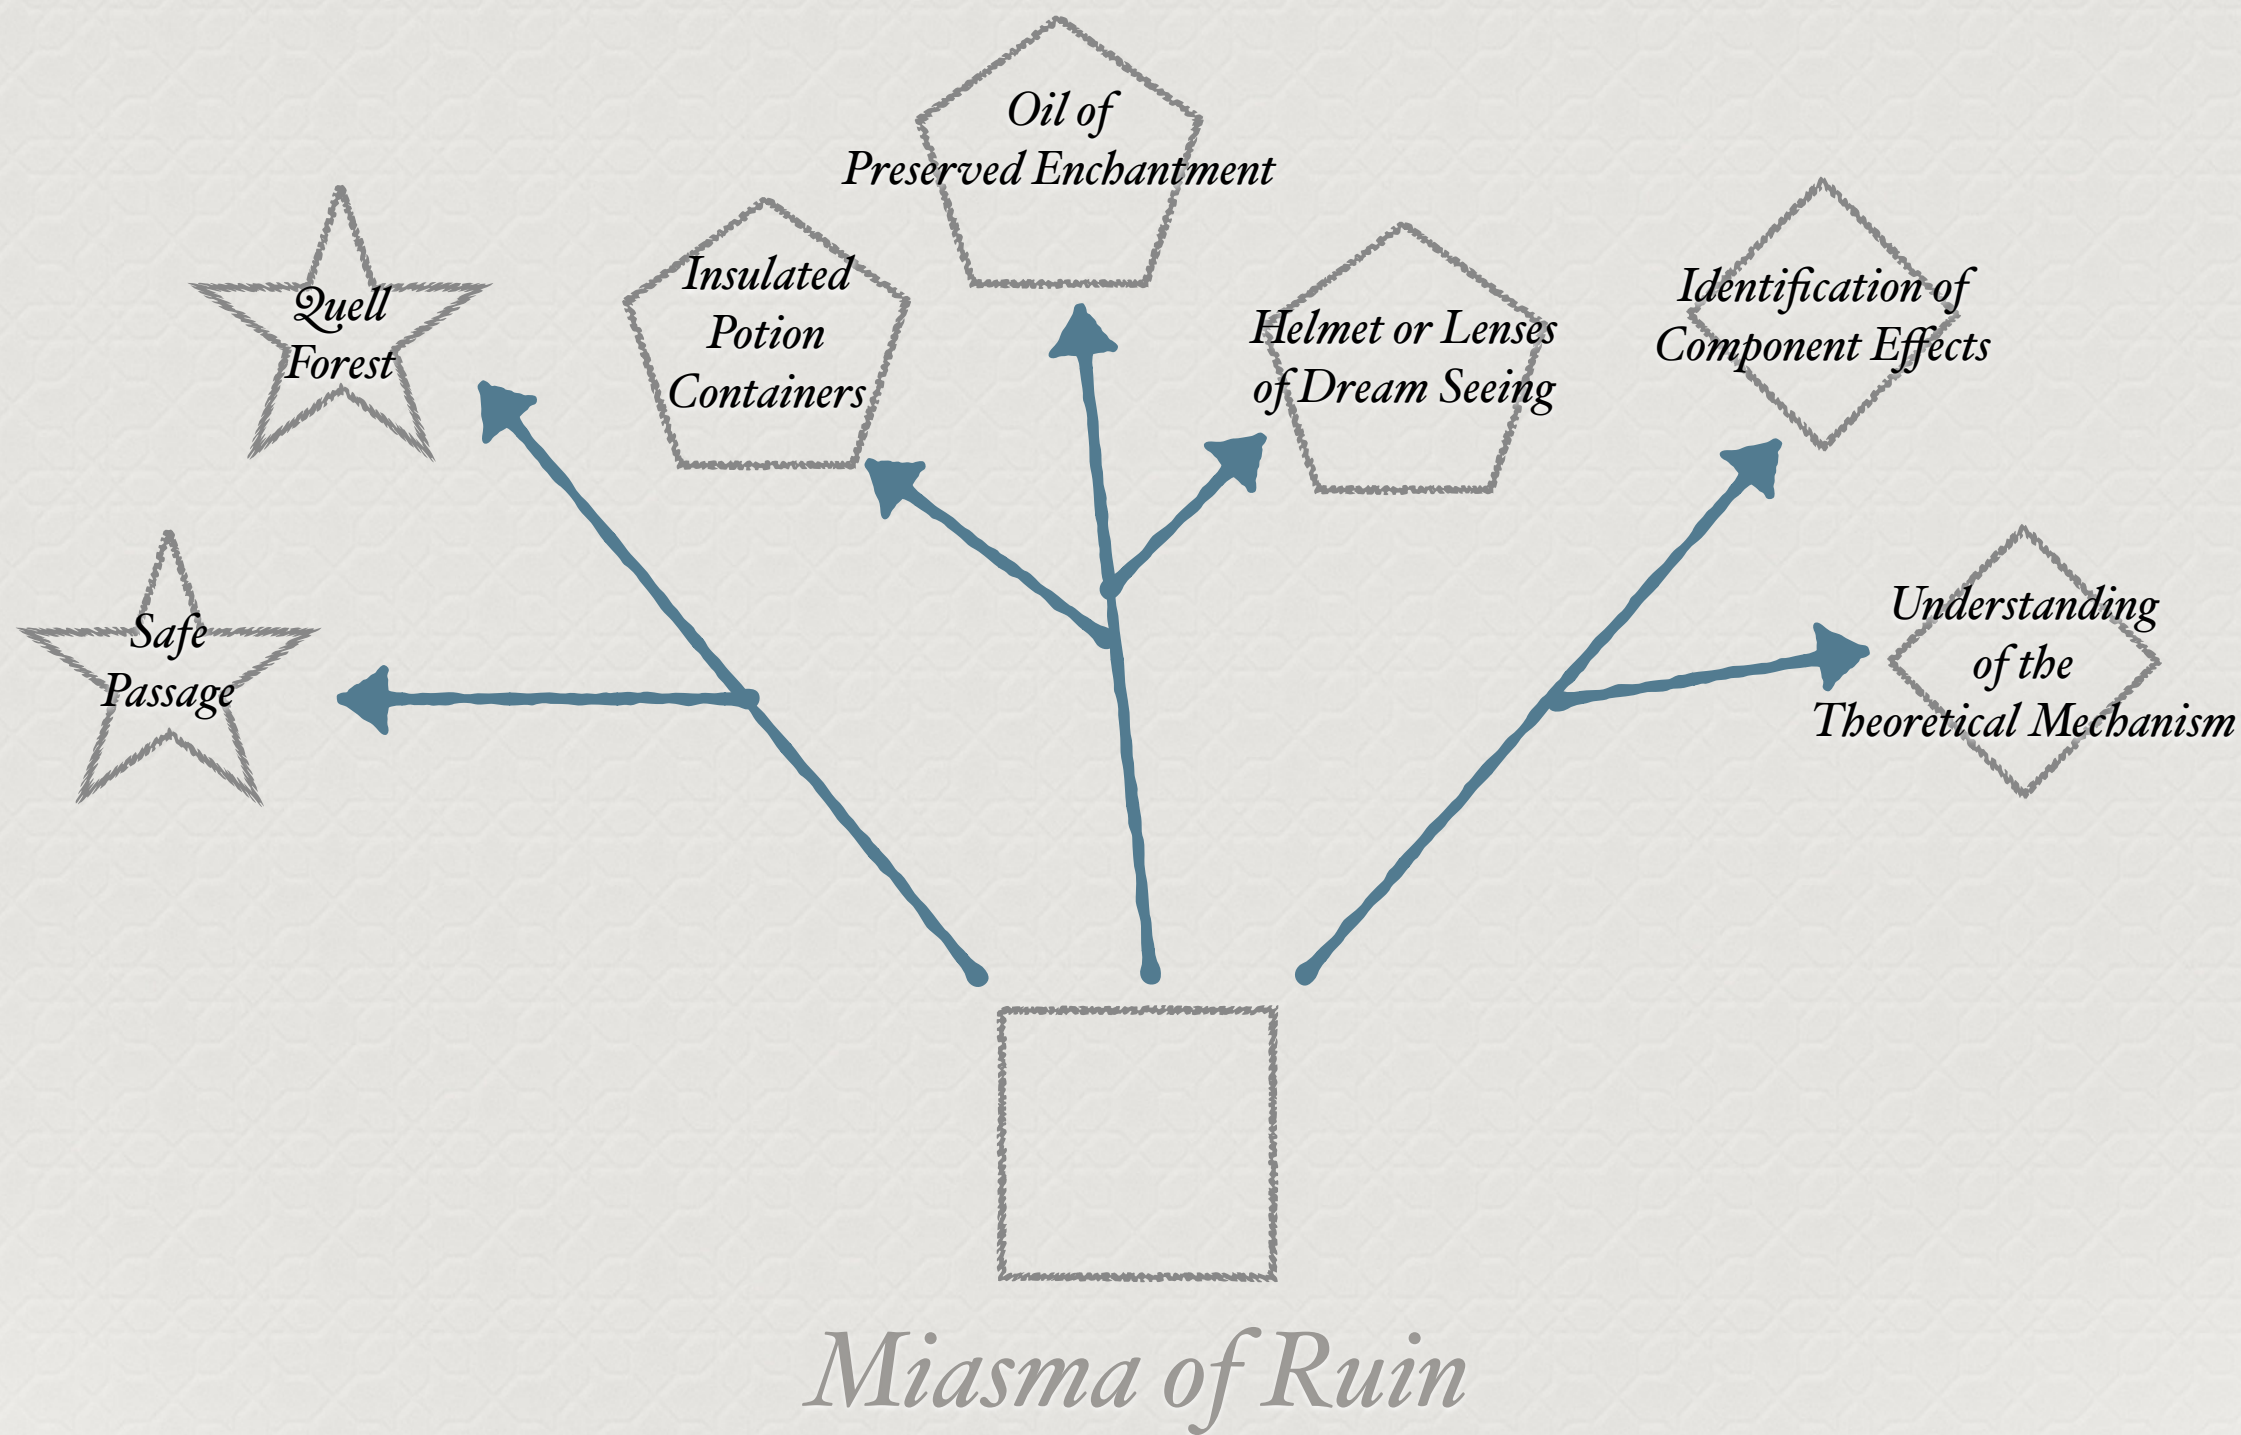 Oil of
Preserved Enchantment
Quell
Forest
Insulated
Potion
Containers
Helmet or Lenses
of Dream Seeing
Identification of
Component Effects
Safe
Passage
Understanding
of the
Theoretical Mechanism
Miasma of Ruin